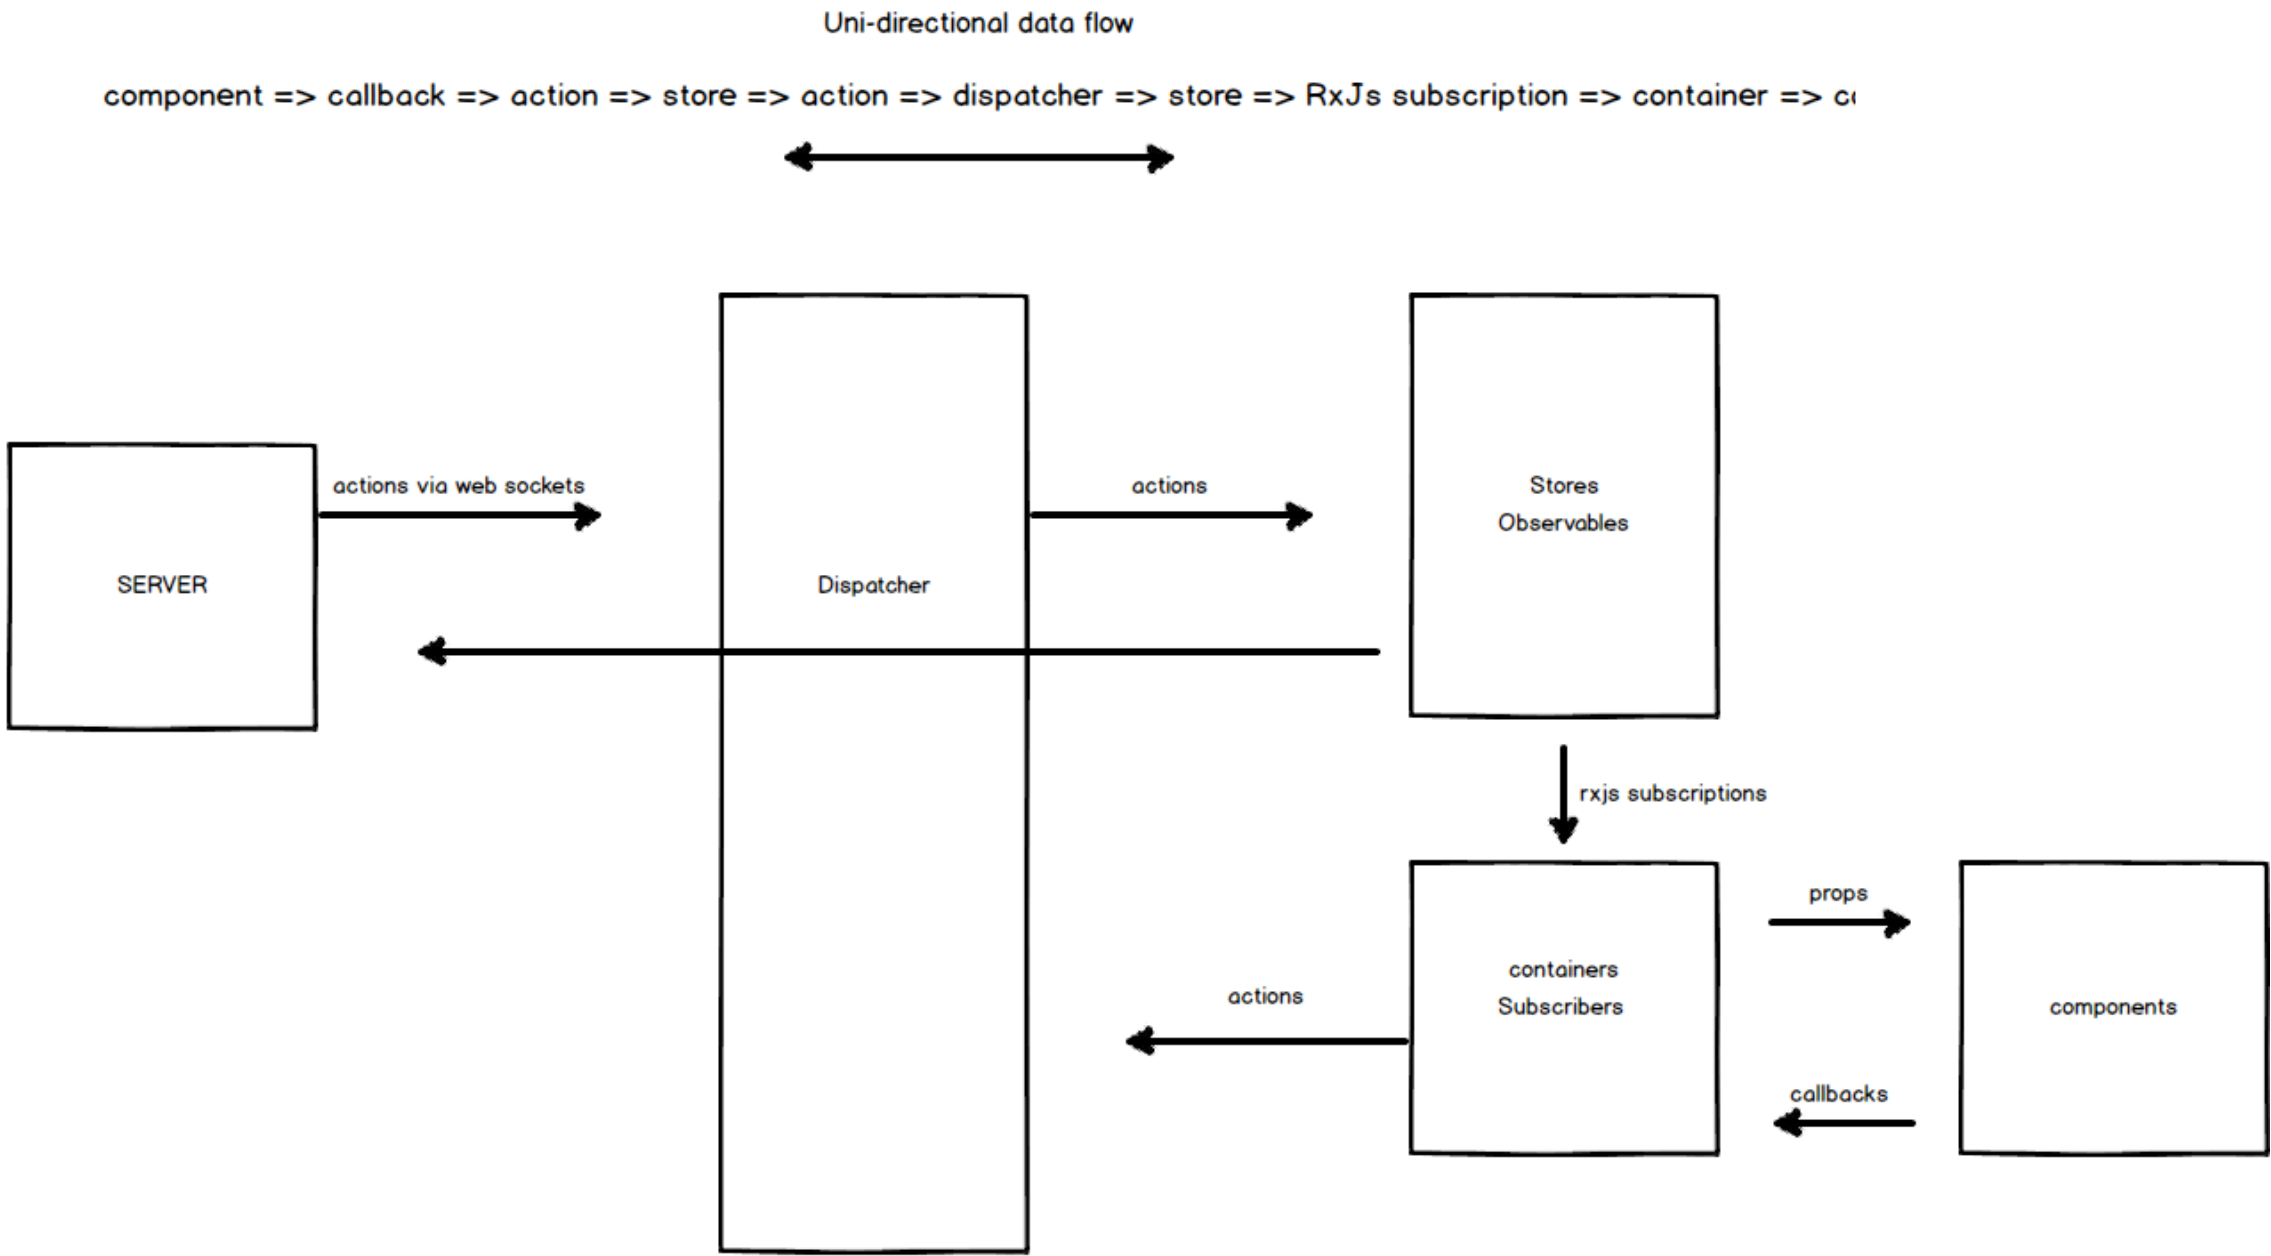 Uni-directional data flow
component => callback => action => store => action => dispatcher => store => RxJs subscription => container =>
actions via web sockets
actions
Stores
Observables
SERVER
Dispatcher
rxjs subscriptions
props
containers
Subscribers
actions
components
callbacks